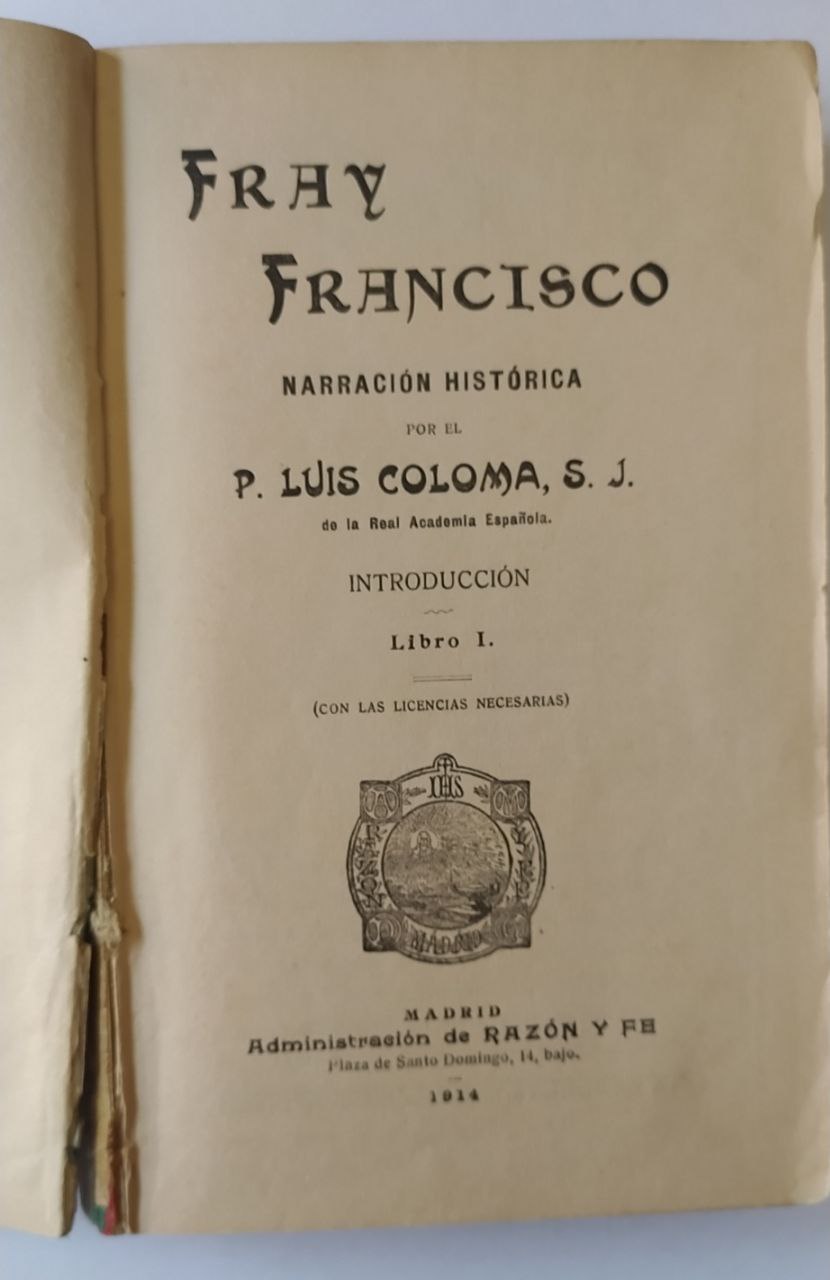 FRAY
FRANCISCO
NARRACIÓN HISTÓRICA
POR EL
P. LUIS COLOMA, S. J.
de la Real Academia Española.
INTRODUCCIÓN
Libro I.
(CON LAS LICENCIAS NECESARIAS)
IHS
MADRID
MADRID
Administración de RAZÓN Y FE
Plaza de Santo Domingo, 14, bajo.
1914